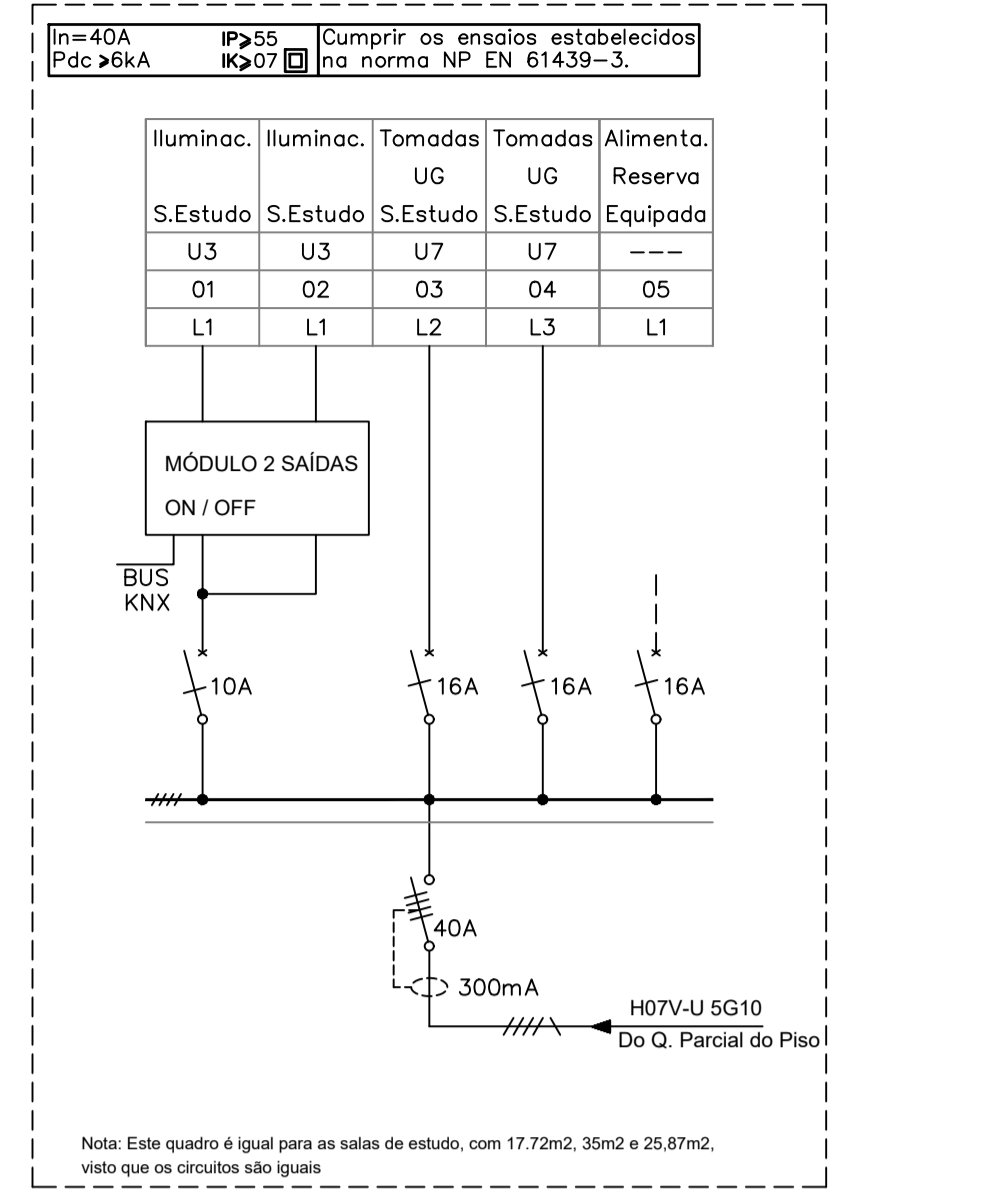 In=40A IP≥55 Cumprir os ensaios estabelecidos
Pdc ≥6kA IK≥07 na norma NP EN 61439-3.
Iluminac. Iluminac. Tomadas Tomadas Alimenta.
UG UG Reserva
S.Estudo S.Estudo S.Estudo S.Estudo Equipada
U3 U3 U7 U7 ---
01 02 03 04 05
L1 L1 L2 L3 L1
MÓDULO 2 SAÍDAS
ON / OFF
BUS
KNX
10A 16A 16A 16A
40A
300mA
H07V-U 5G10
Do Q. Parcial do Piso
Nota: Este quadro é igual para as salas de estudo, com 17.72m2, 35m2 e 25,87m2,
visto que os circuitos são iguais